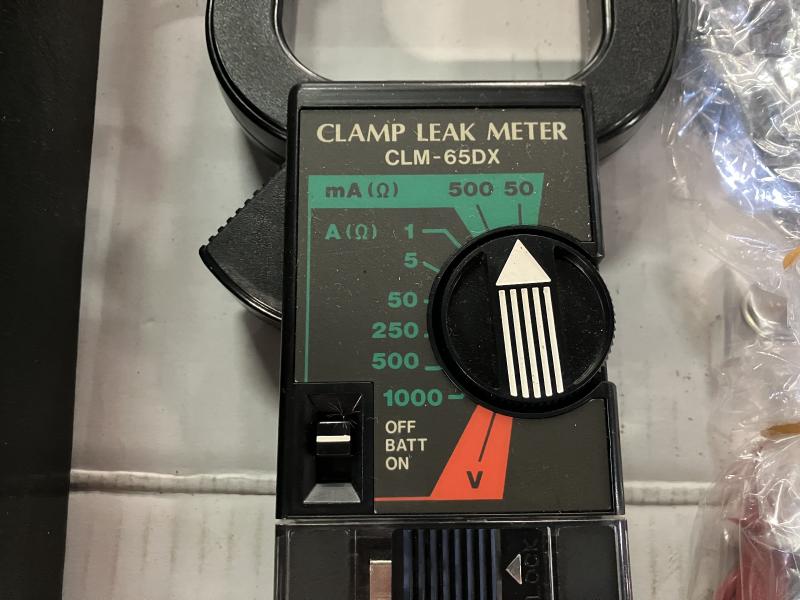 CLAMP LEAK METER
CLM-65DX
mA (Ω) 500 50
A (Ω) 1
5
50
250
500
1000
OFF
BATT
ON
V